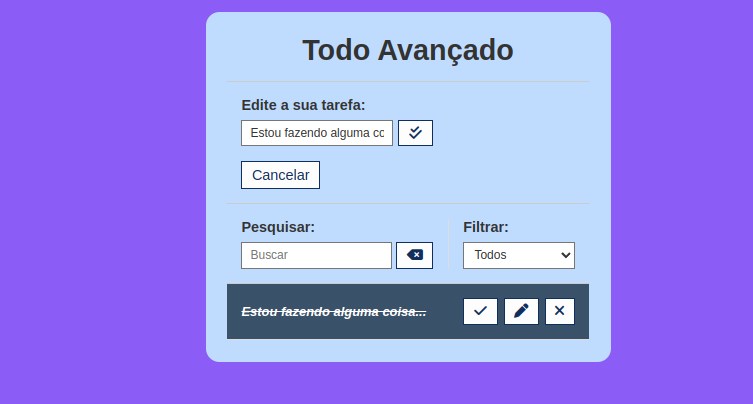 Todo Avançado
Edite a sua tarefa:
Estou fazendo alguma co
Cancelar
Pesquisar:
Filtrar:
Buscar
Todos
Estou fazendo alguma coisa...